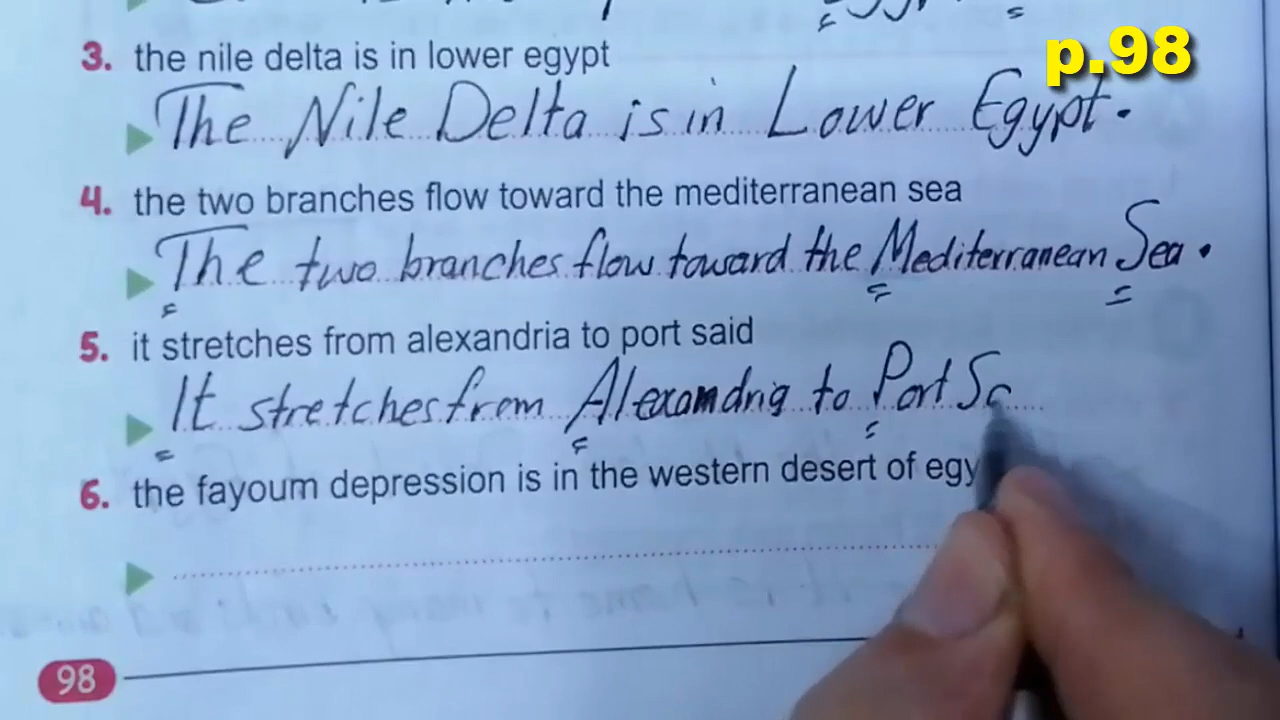 p.98
3. the nile delta is in lower egypt
The Nile Delta is in Lower Egypt.
4. the two branches flow toward the mediterranean sea
The two branches flow toward the Mediterranean Sea.
5. it stretches from alexandria to port said
It stretches from Alexandria to Port Sa
6. the fayoum depression is in the western desert of egy
98